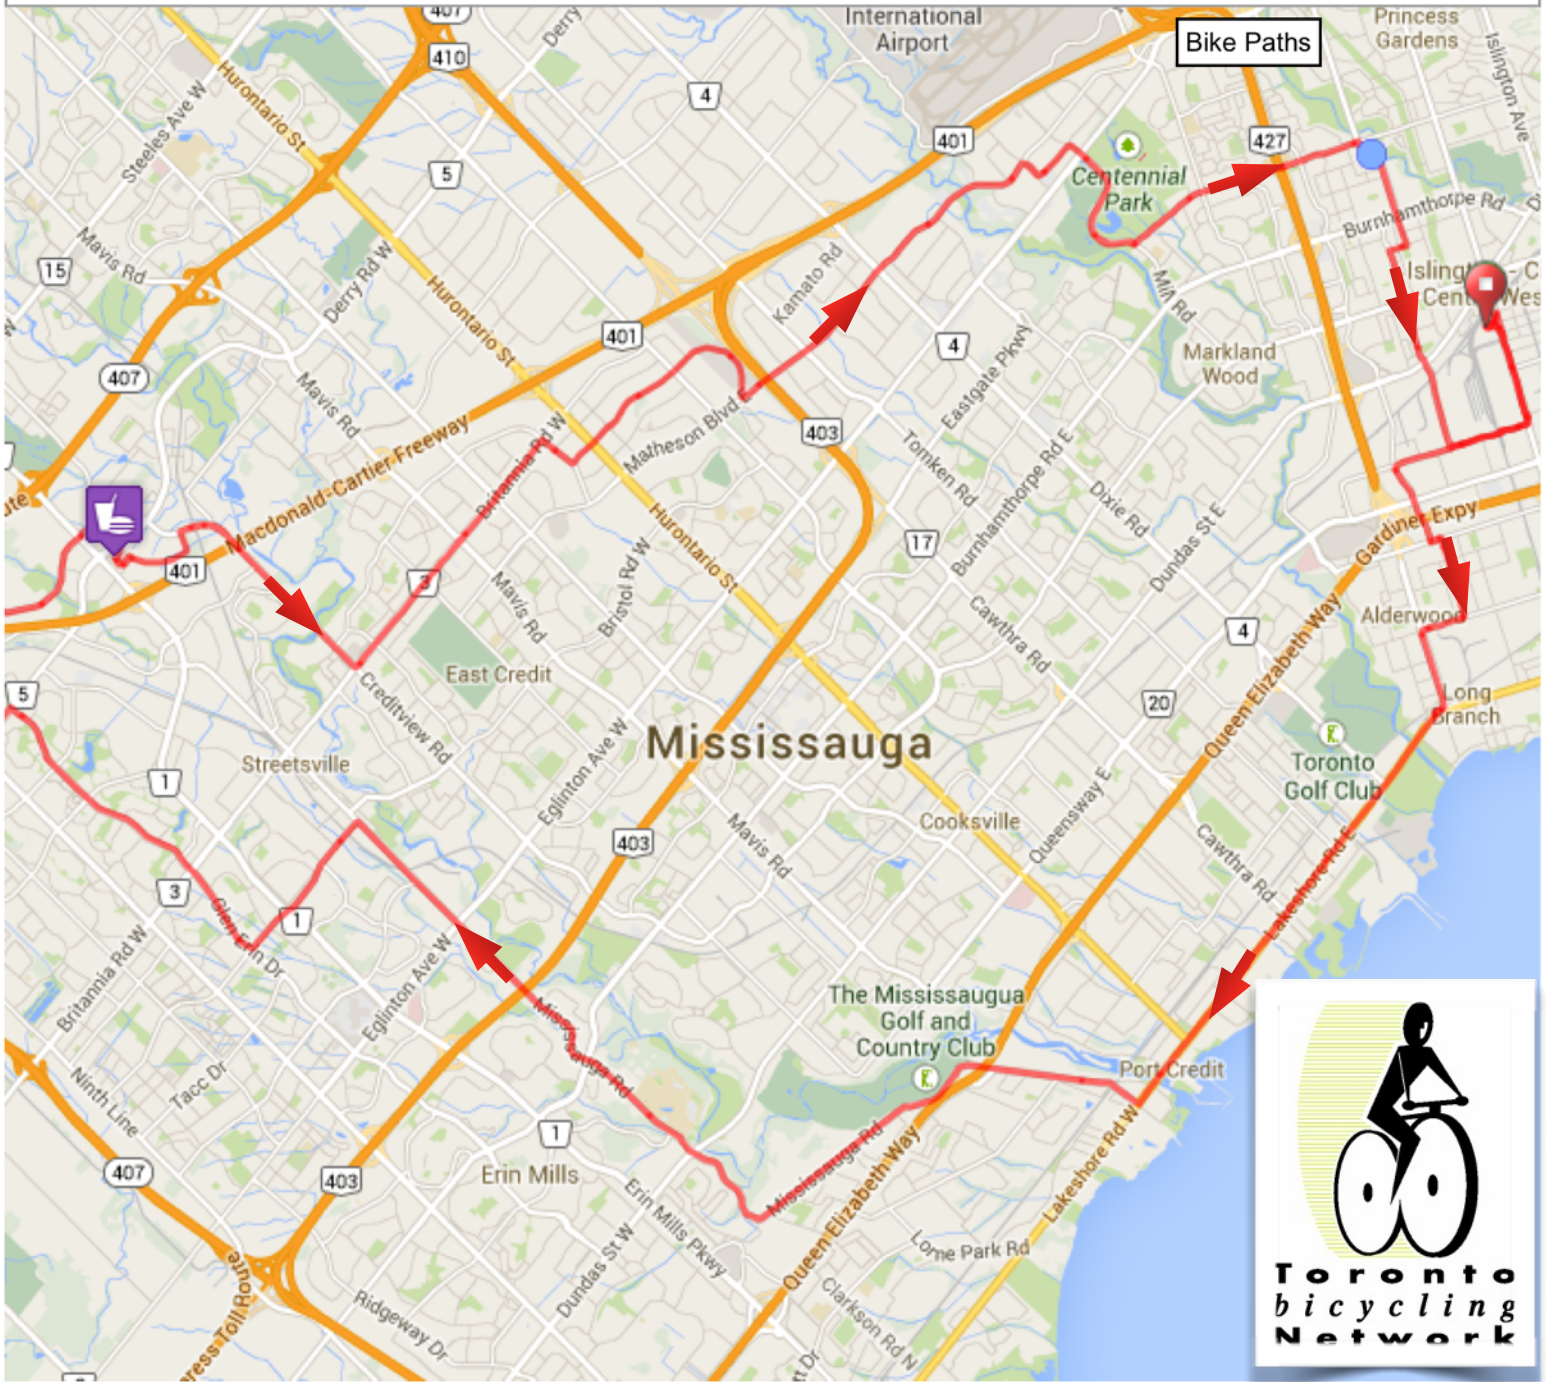 407
International
Airport
Bike Paths
Princess
Gardens
Islington Ave
Derry
410
4
Hurontario St
Steeles Ave W
401
427
5
Centennial
Park
Burnhamthorpe Rd
Mavis Rd
15
Derry Rd W
Kamato Rd
Mill Rd
Hurontario St
401
4
Eastgate Pkwy
Markland
Wood
407
Mavis Rd
Matheson Blvd
403
Britannia Rd W
Macdonald-Cartier Freeway
Tomken Rd
Burnhamthorpe Rd E
Dixie Rd
Dundas St E
Gardiner Expy
Hurontario St
17
401
3
Mavis Rd
Bristol Rd W
Cawthra Rd
4
Alderwood
East Credit
Queen Elizabeth Way
5
Creditview Rd
20
Long
Branch
Mississauga
Streetsville
Toronto
Golf Club
1
Eglinton Ave W
Cooksville
Queensway E
403
Mavis Rd
Cawthra Rd
Lakeshore Rd E
3
Glen Erin Dr
1
Britannia Rd W
Eglinton Ave W
Mississauga Rd
The Mississaugua
Golf and
Country Club
Port Credit
Ninth Line
Tacc Dr
1
Mississauga Rd
Queen Elizabeth Way
Lakeshore Rd W
407
403
Erin Mills
Erin Mills Pkwy
Dundas St W
Lorne Park Rd
Clarkson Rd N
Ridgeway Dr
Toronto
bicycling
Network